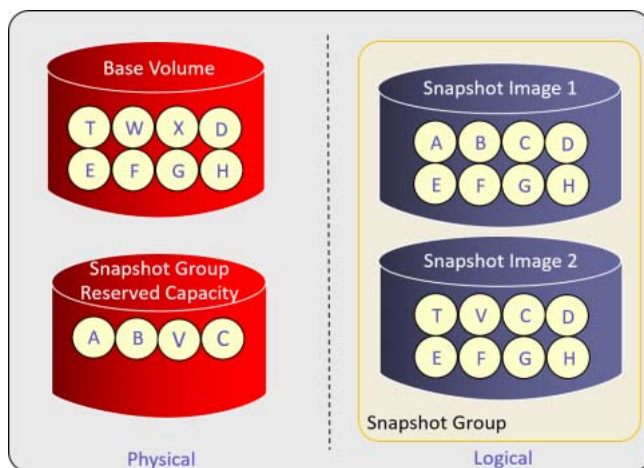 Base Volume
T W X D
E F G H
Snapshot Group
Reserved Capacity
A B V C
Physical
Snapshot Image 1
A B C D
E F G H
Snapshot Image 2
T V C D
E F G H
Snapshot Group
Logical